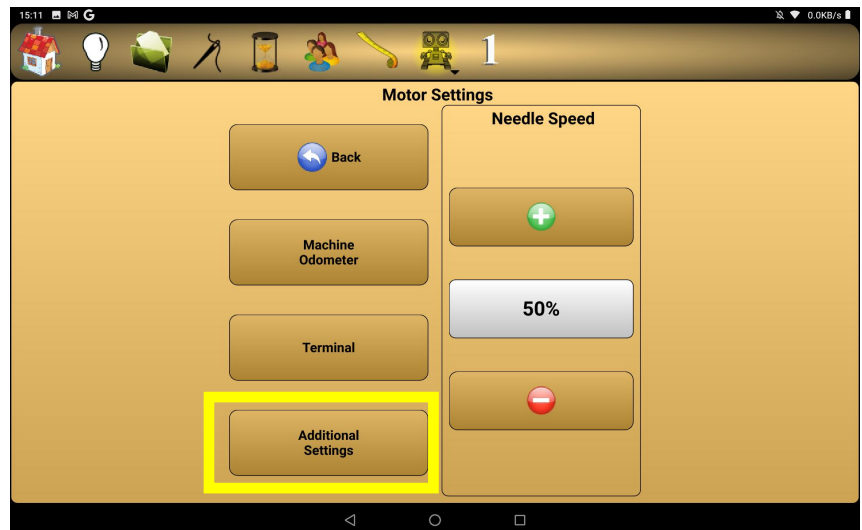 15:11 G 0.0KB/s
1
Motor Settings
Needle Speed
Back
Machine
Odometer
50%
Terminal
Additional
Settings